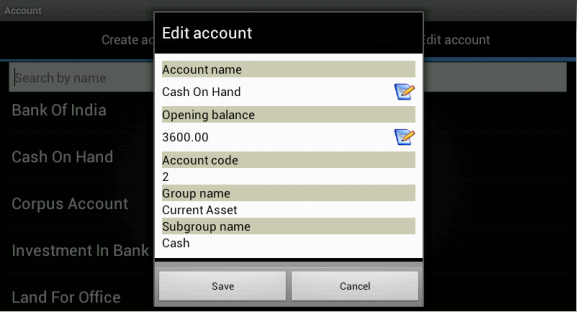 Account
Create ac
Edit account
Search by name
Bank Of India
Cash On Hand
Corpus Account
Investment In Bank
Land For Office
Edit account
Account name
Cash On Hand
Opening balance
3600.00
Account code
2
Group name
Current Asset
Subgroup name
Cash
Save Cancel